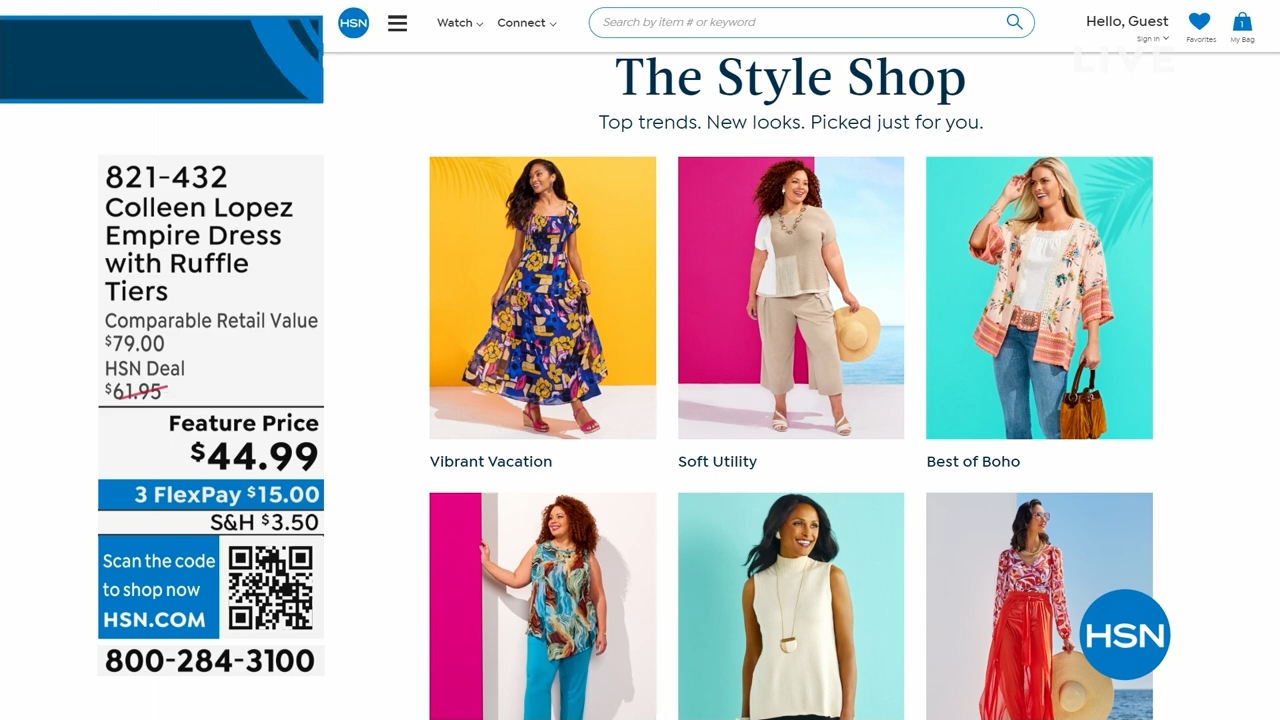 HSN
Watch
Connect
Search by item # or keyword
Hello, Guest
Sign In
Favorites
1
My Bag
LIVE
The Style Shop
Top trends. New looks. Picked just for you.
821-432
Colleen Lopez
Empire Dress
with Ruffle
Tiers
Comparable Retail Value
$79.00
HSN Deal
$61.95
Feature Price
$44.99
3 FlexPay $15.00
S&H $3.50
Scan the code
to shop now
HSN.COM
800-284-3100
Vibrant Vacation
Soft Utility
Best of Boho
HSN